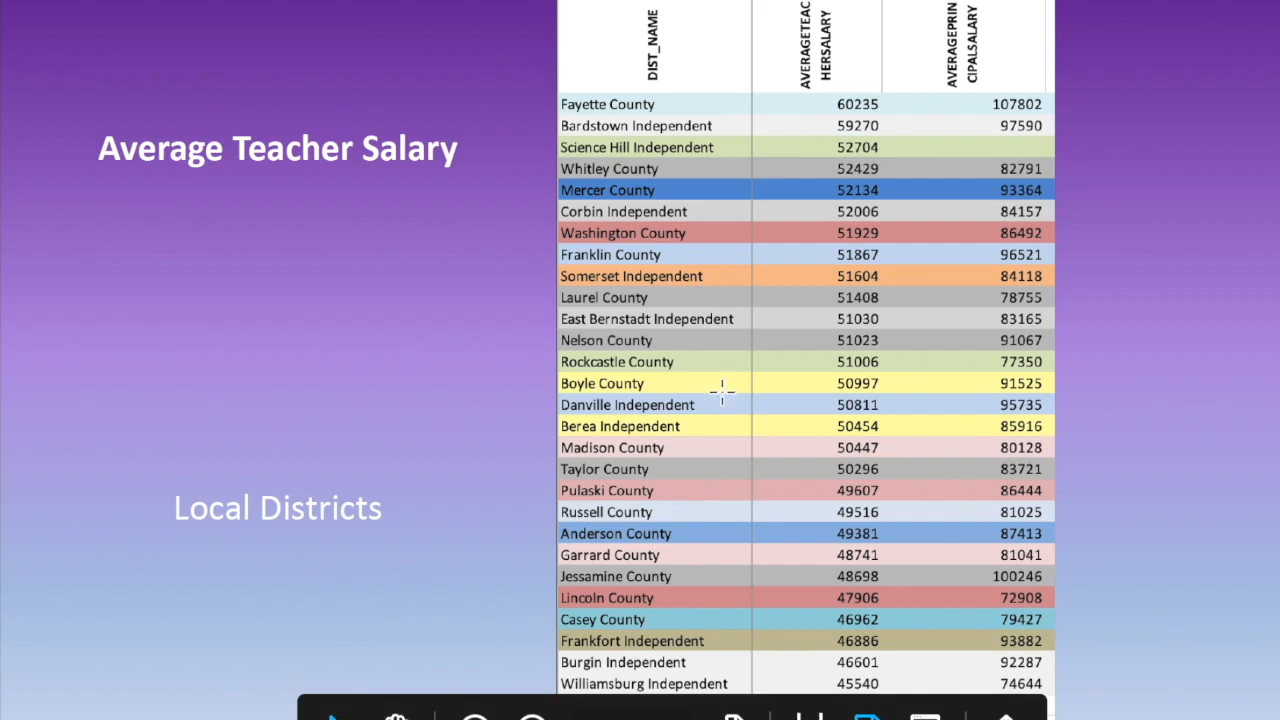 Average Teacher Salary
Local Districts
DIST_NAME AVERAGETEAC HERSALARY AVERAGEPRIN CIPALSALARY
Fayette County 60235 107802
Bardstown Independent 59270 97590
Science Hill Independent 52704
Whitley County 52429 82791
Mercer County 52134 93364
Corbin Independent 52006 84157
Washington County 51929 86492
Franklin County 51867 96521
Somerset Independent 51604 84118
Laurel County 51408 78755
East Bernstadt Independent 51030 83165
Nelson County 51023 91067
Rockcastle County 51006 77350
Boyle County 50997 91525
Danville Independent 50811 95735
Berea Independent 50454 85916
Madison County 50447 80128
Taylor County 50296 83721
Pulaski County 49607 86444
Russell County 49516 81025
Anderson County 49381 87413
Garrard County 48741 81041
Jessamine County 48698 100246
Lincoln County 47906 72908
Casey County 46962 79427
Frankfort Independent 46886 93882
Burgin Independent 46601 92287
Williamsburg Independent 45540 74644